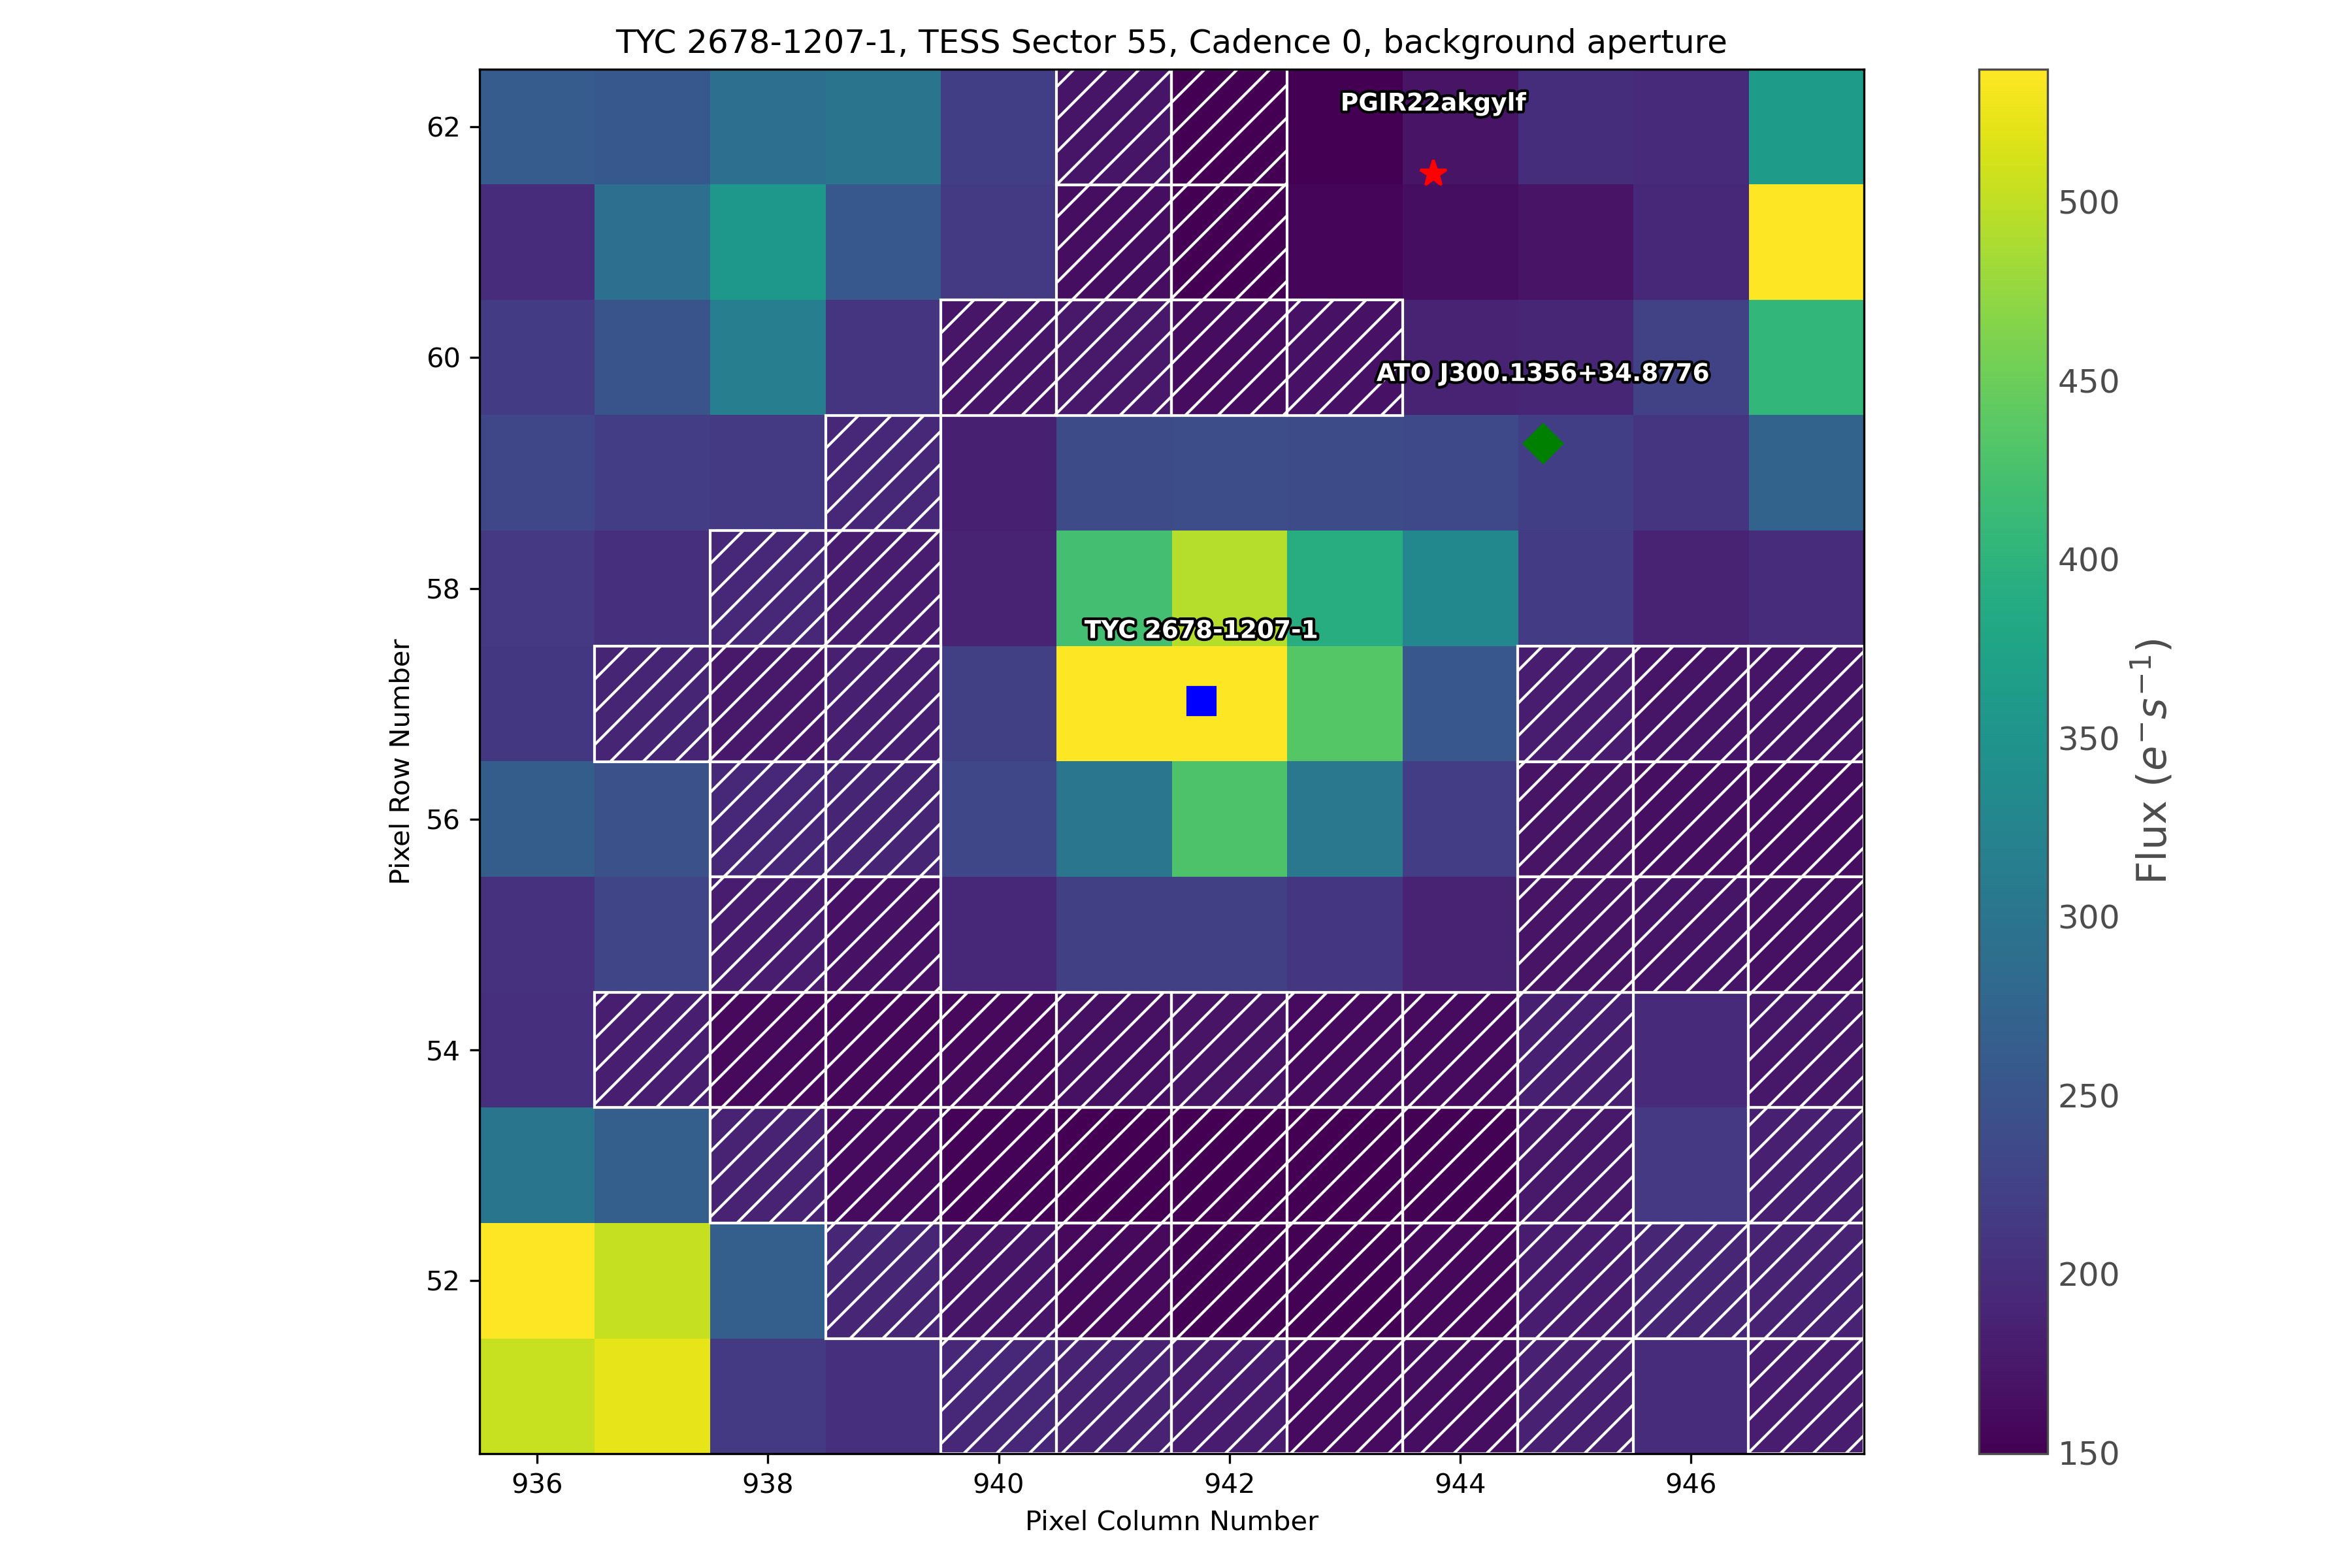 TYC 2678-1207-1, TESS Sector 55, Cadence 0, background aperture
PGIR22akgylf
ATO J300.1356+34.8776
TYC 2678-1207-1
Pixel Row Number
62
60
58
56
54
52
936 938 940 942 944 946
Pixel Column Number
500
450
400
350
300
250
200
150
Flux (e⁻s⁻¹)